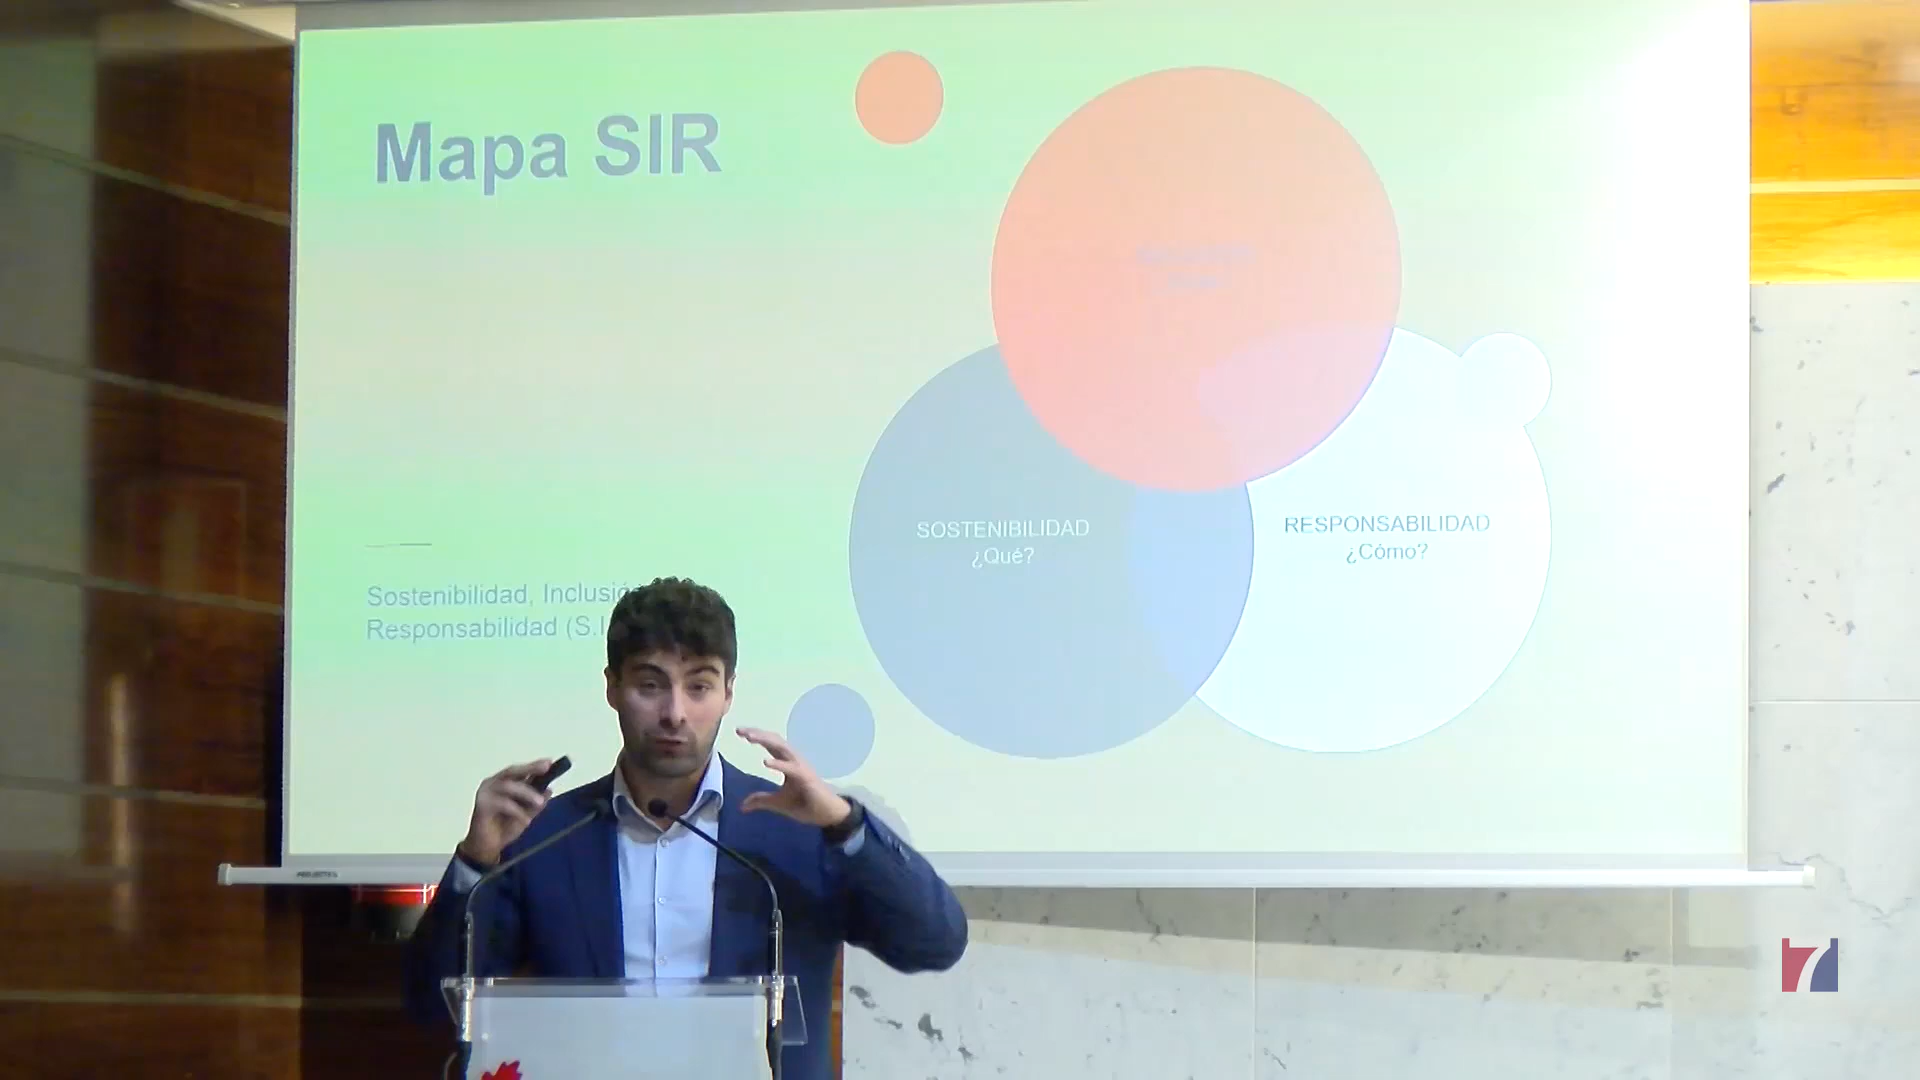 Mapa SIR
SOSTENIBILIDAD
¿Qué?
RESPONSABILIDAD
¿Cómo?
Sostenibilidad, Inclusió
Responsabilidad (S.I